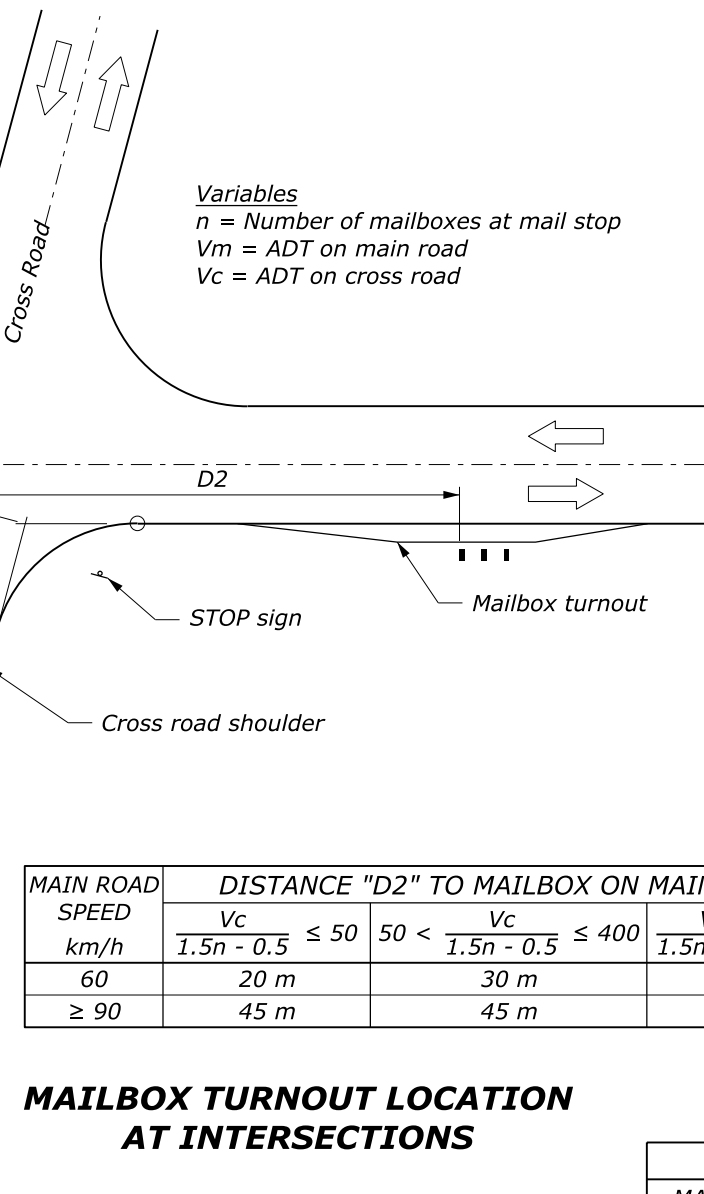 Variables
n = Number of mailboxes at mail stop
Vm = ADT on main road
Vc = ADT on cross road
Cross Road
D2
STOP sign
Mailbox turnout
Cross road shoulder
MAIN ROAD SPEED km/h
DISTANCE "D2" TO MAILBOX ON
Vc / 1.5n - 0.5 ≤ 50
50 < Vc / 1.5n - 0.5 ≤ 400
1.5n
60 20 m 30 m
≥ 90 45 m 45 m
MAILBOX TURNOUT LOCATION
AT INTERSECTIONS